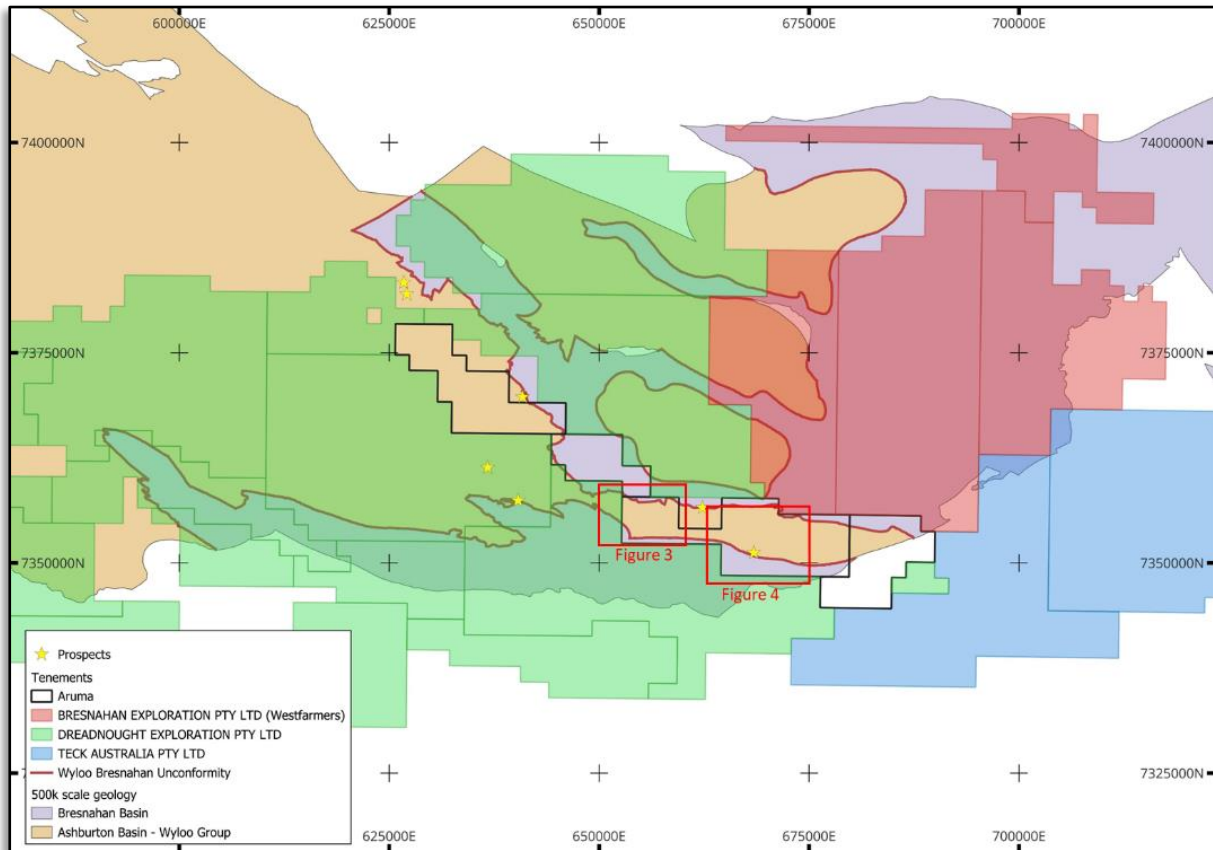 600000E 625000E 650000E 675000E 700000E
7400000N 7400000N
7375000N 7375000N
7350000N 7350000N
Figure 3
Figure 4
Prospects
Tenements
Aruma
BRESNAHAN EXPLORATION PTY LTD (Westfarmers)
DREADNOUGHT EXPLORATION PTY LTD
TECK AUSTRALIA PTY LTD
Wyloo Bresnahan Unconformity
500k scale geology
Bresnahan Basin
Ashburton Basin - Wyloo Group
7325000N
625000E 650000E 675000E 700000E